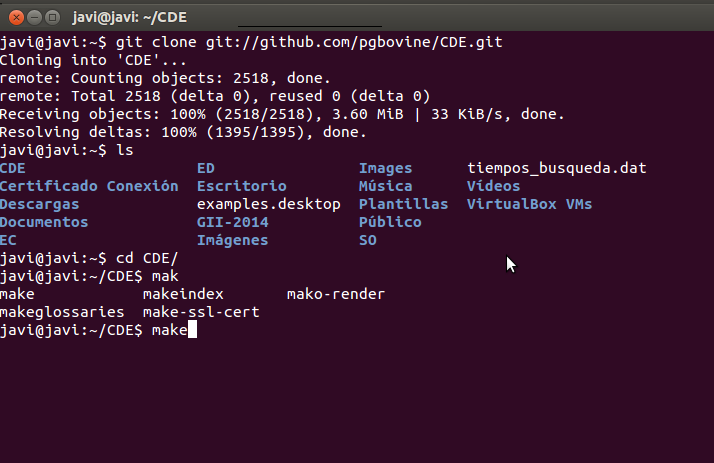 javi@javi: ~/CDE
javi@javi:~$ git clone git://github.com/pgbovine/CDE.git
Cloning into 'CDE'...
remote: Counting objects: 2518, done.
remote: Total 2518 (delta 0), reused 0 (delta 0)
Receiving objects: 100% (2518/2518), 3.60 MiB | 33 KiB/s, done.
Resolving deltas: 100% (1395/1395), done.
javi@javi:~$ ls
CDE                   ED                Images      tiempos_busqueda.dat
Certificado Conexión  Escritorio        Música      Vídeos
Descargas             examples.desktop  Plantillas  VirtualBox VMs
Documentos            GII-2014          Público
EC                    Imágenes          SO
javi@javi:~$ cd CDE/
javi@javi:~/CDE$ mak
make            makeindex       mako-render
makeglossaries  make-ssl-cert
javi@javi:~/CDE$ make